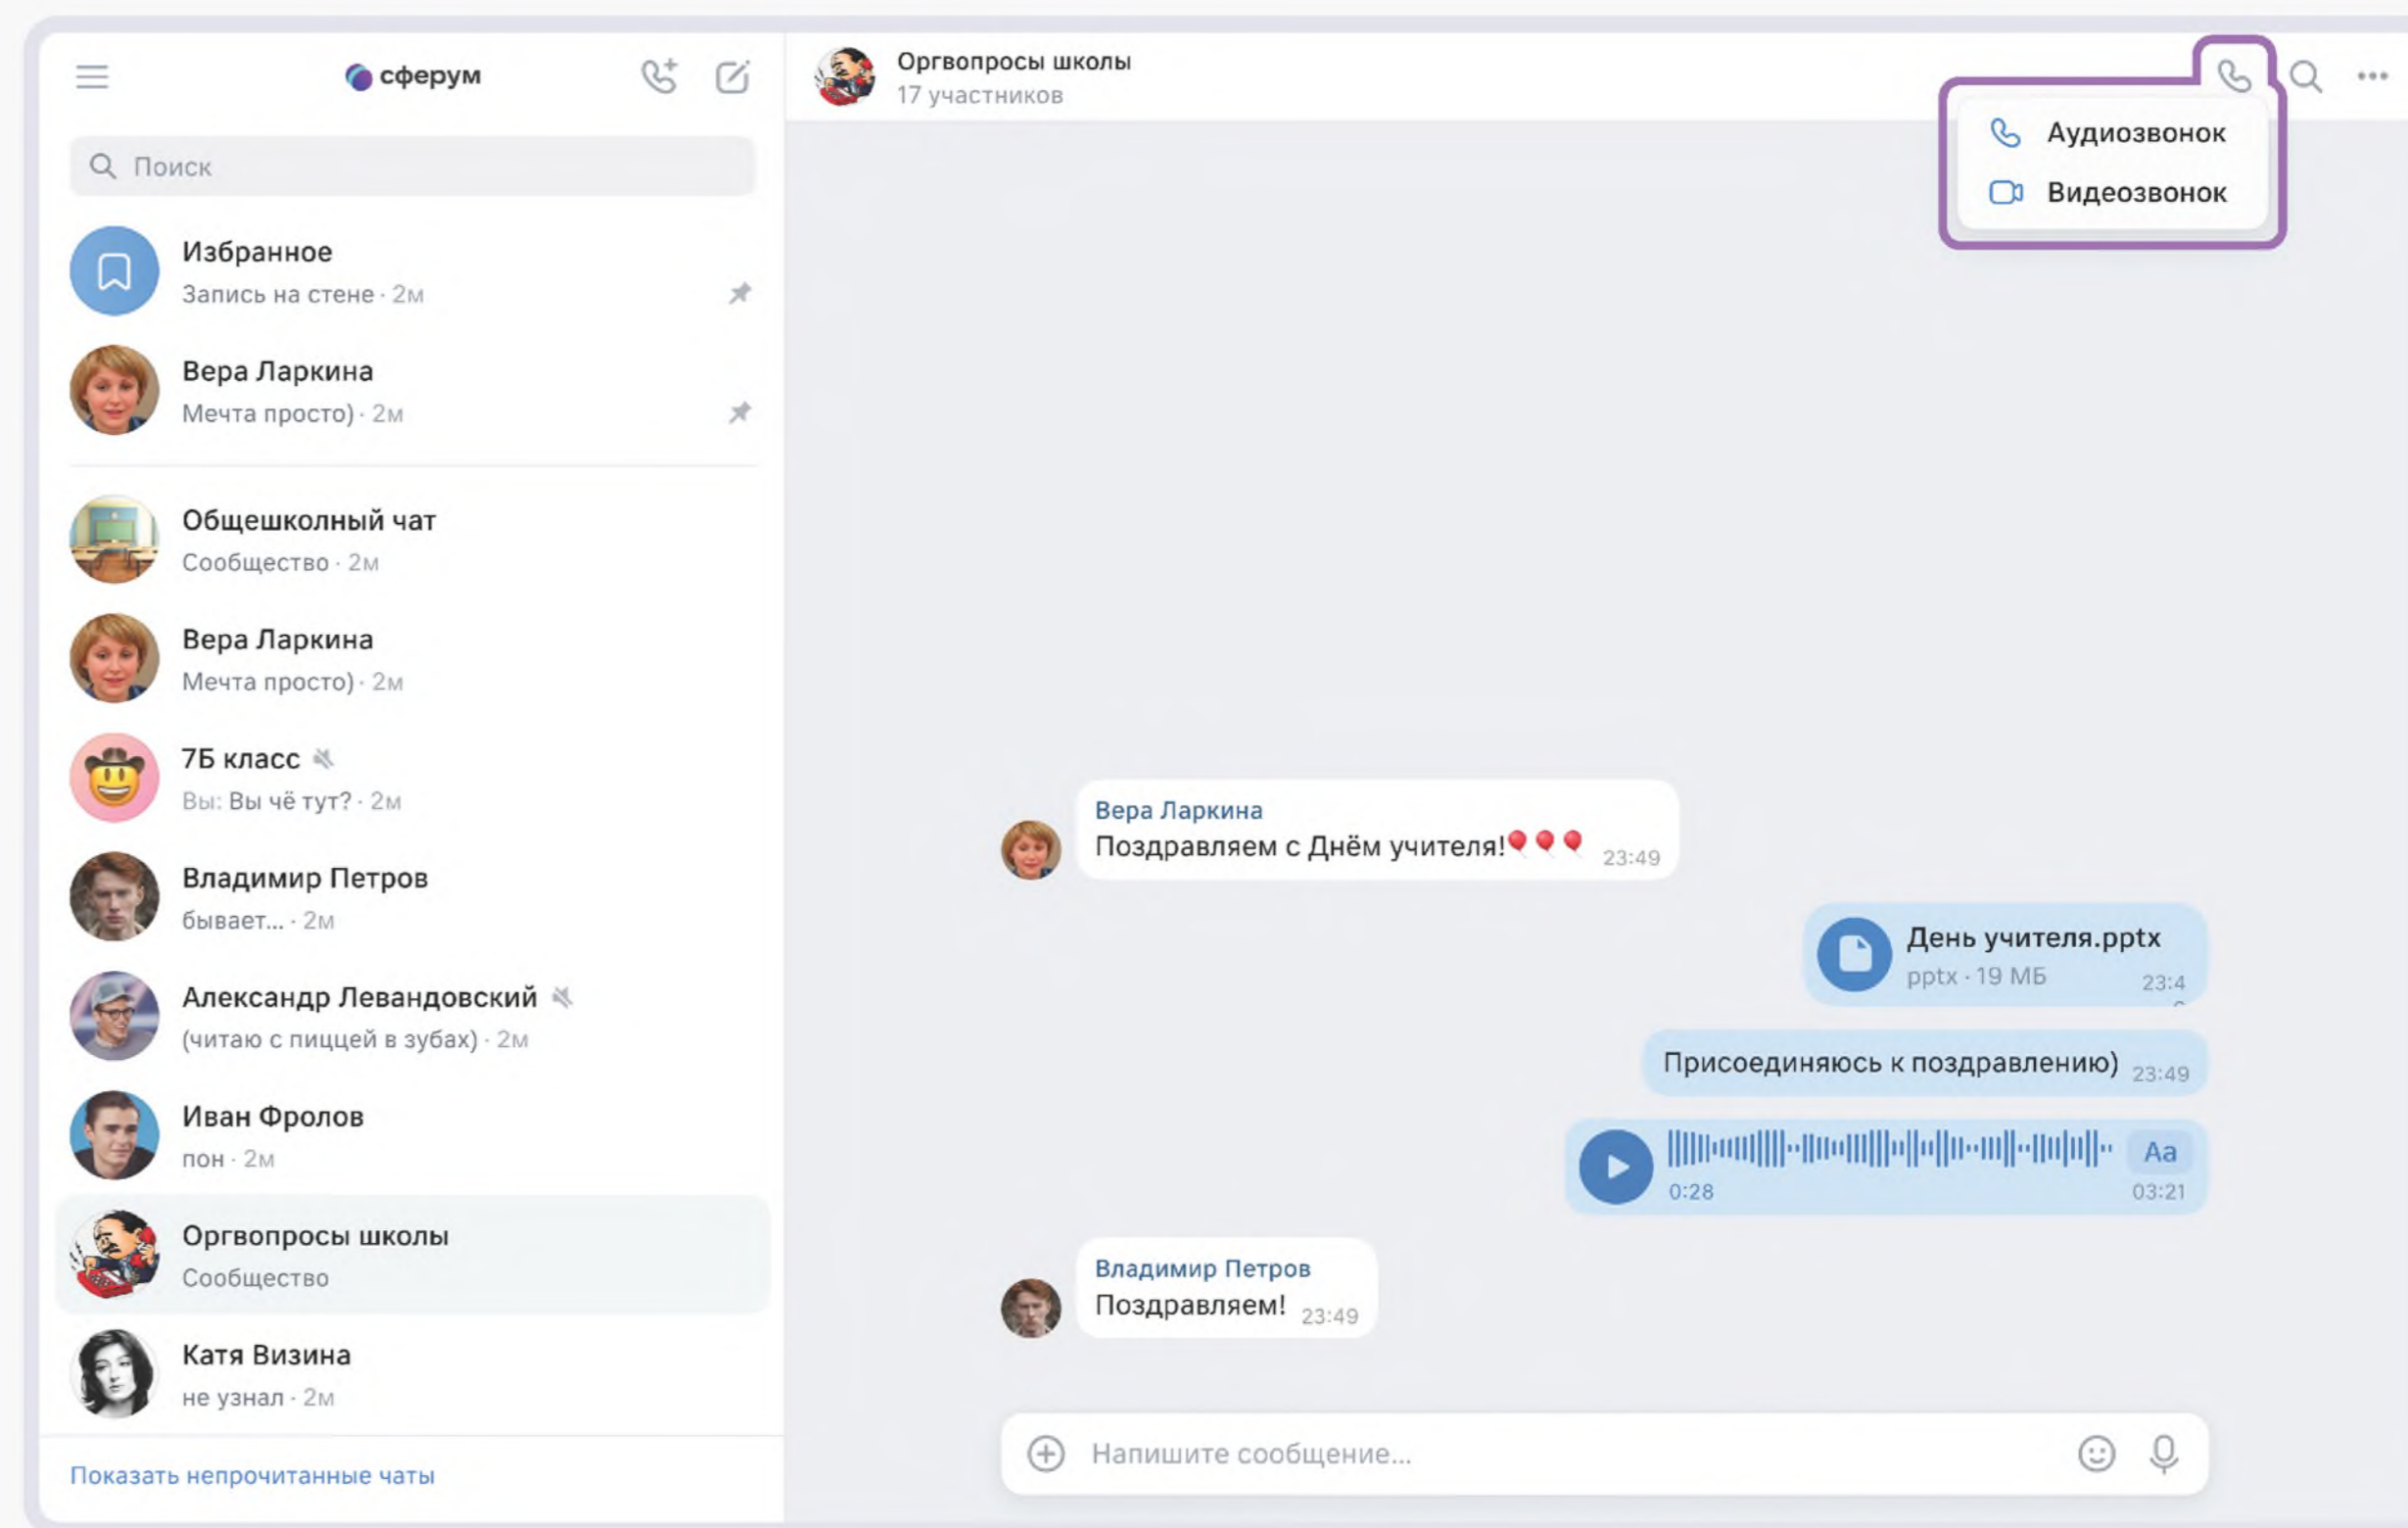 сферум
Поиск
Избранное
Запись на стене · 2м
Вера Ларкина
Мечта просто) · 2м
Общешколный чат
Сообщество · 2м
Вера Ларкина
Мечта просто) · 2м
7Б класс
Вы: Вы чё тут? · 2м
Владимир Петров
бывает... · 2м
Александр Левандовский
(читаю с пиццей в зубах) · 2м
Иван Фролов
пон · 2м
Оргвопросы школы
Сообщество
Катя Визина
не узнал · 2м
Показать непрочитанные чаты
Оргвопросы школы
17 участников
Аудиозвонок
Видеозвонок
Вера Ларкина
Поздравляем с Днём учителя!🎈🎈🎈 23:49
День учителя.pptx
pptx · 19 МБ 23:4
Присоединяюсь к поздравлению) 23:49
Aa
0:28 03:21
Владимир Петров
Поздравляем! 23:49
Напишите сообщение...